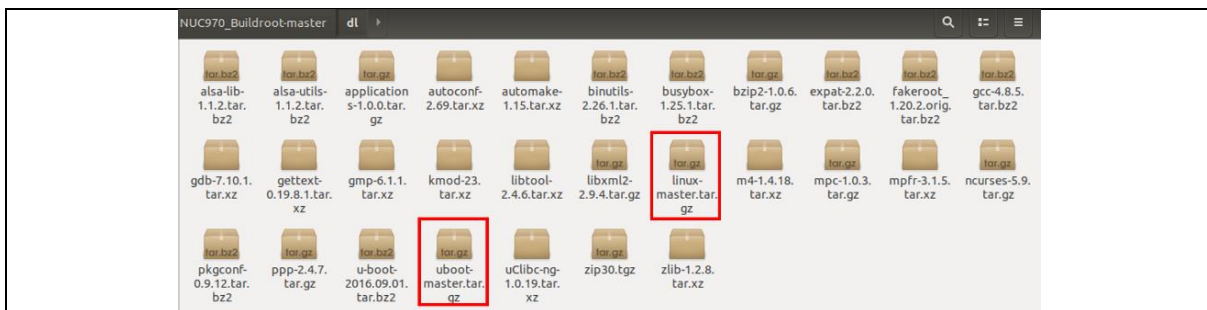 NUC970_Buildroot-master dl
tar.bz2 tar.bz2 tar.gz tar.bz2 tar.bz2 tar.gz tar.bz2 tar.bz2 tar.bz2
alsa-lib- alsa-utils- application autoconf- automake- binutils- busybox- bzip2-1.0.6. expat-2.2.0. fakeroot_ gcc-4.8.5.
1.1.2.tar. 1.1.2.tar. s-1.0.0.tar. 2.69.tar.xz 1.15.tar.xz 2.26.1.tar. 1.25.1.tar. tar.gz tar.bz2 1.20.2.orig. tar.bz2
bz2 bz2 gz bz2 bz2 .tar.bz2
tar.gz tar.gz tar.gz tar.gz
gdb-7.10.1. gettext- gmp-6.1.1. kmod-23. libtool- libxml2- linux- m4-1.4.18. mpc-1.0.3. mpfr-3.1.5. ncurses-5.9.
tar.xz 0.19.8.1.tar. tar.xz tar.xz 2.4.6.tar.xz 2.9.4.tar.gz master.tar. tar.xz tar.gz tar.xz tar.gz
xz gz
tar.bz2 tar.gz tar.bz2 tar.gz tar.gz
pkgconf- ppp-2.4.7. u-boot- uboot- uClibc-ng- zip30.tgz zlib-1.2.8.
0.9.12.tar. tar.gz 2016.09.01. master.tar. 1.0.19.tar. tar.xz
bz2 tar.bz2 gz xz